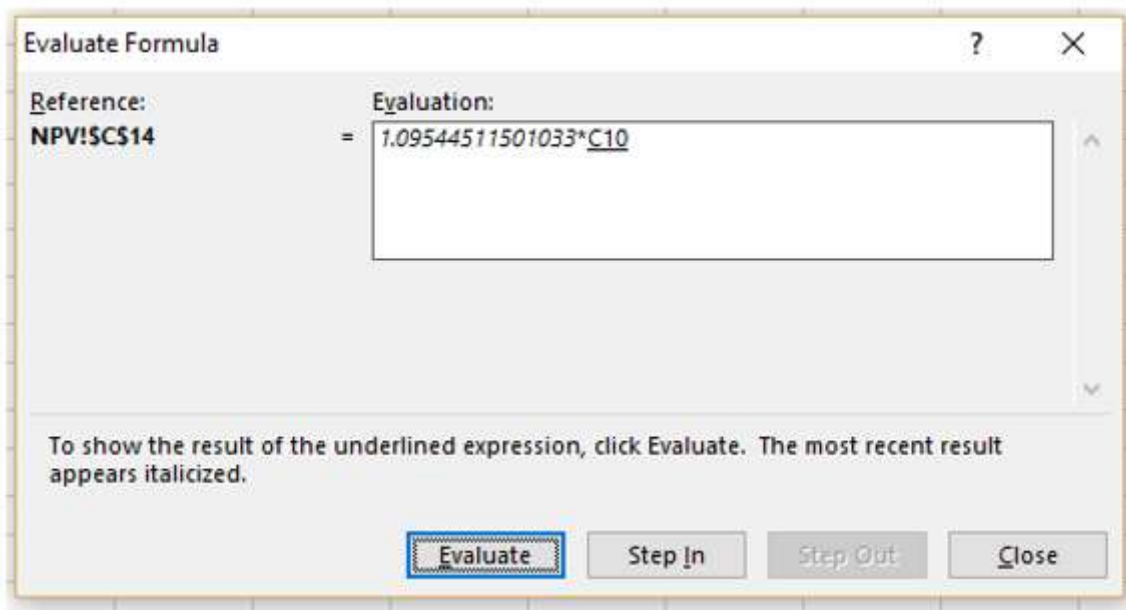 Evaluate Formula ?
Reference: Evaluation:
NPV!$C$14 = 1.09544511501033*C10
To show the result of the underlined expression, click Evaluate. The most recent result
appears italicized.
Evaluate Step In Step Out Close